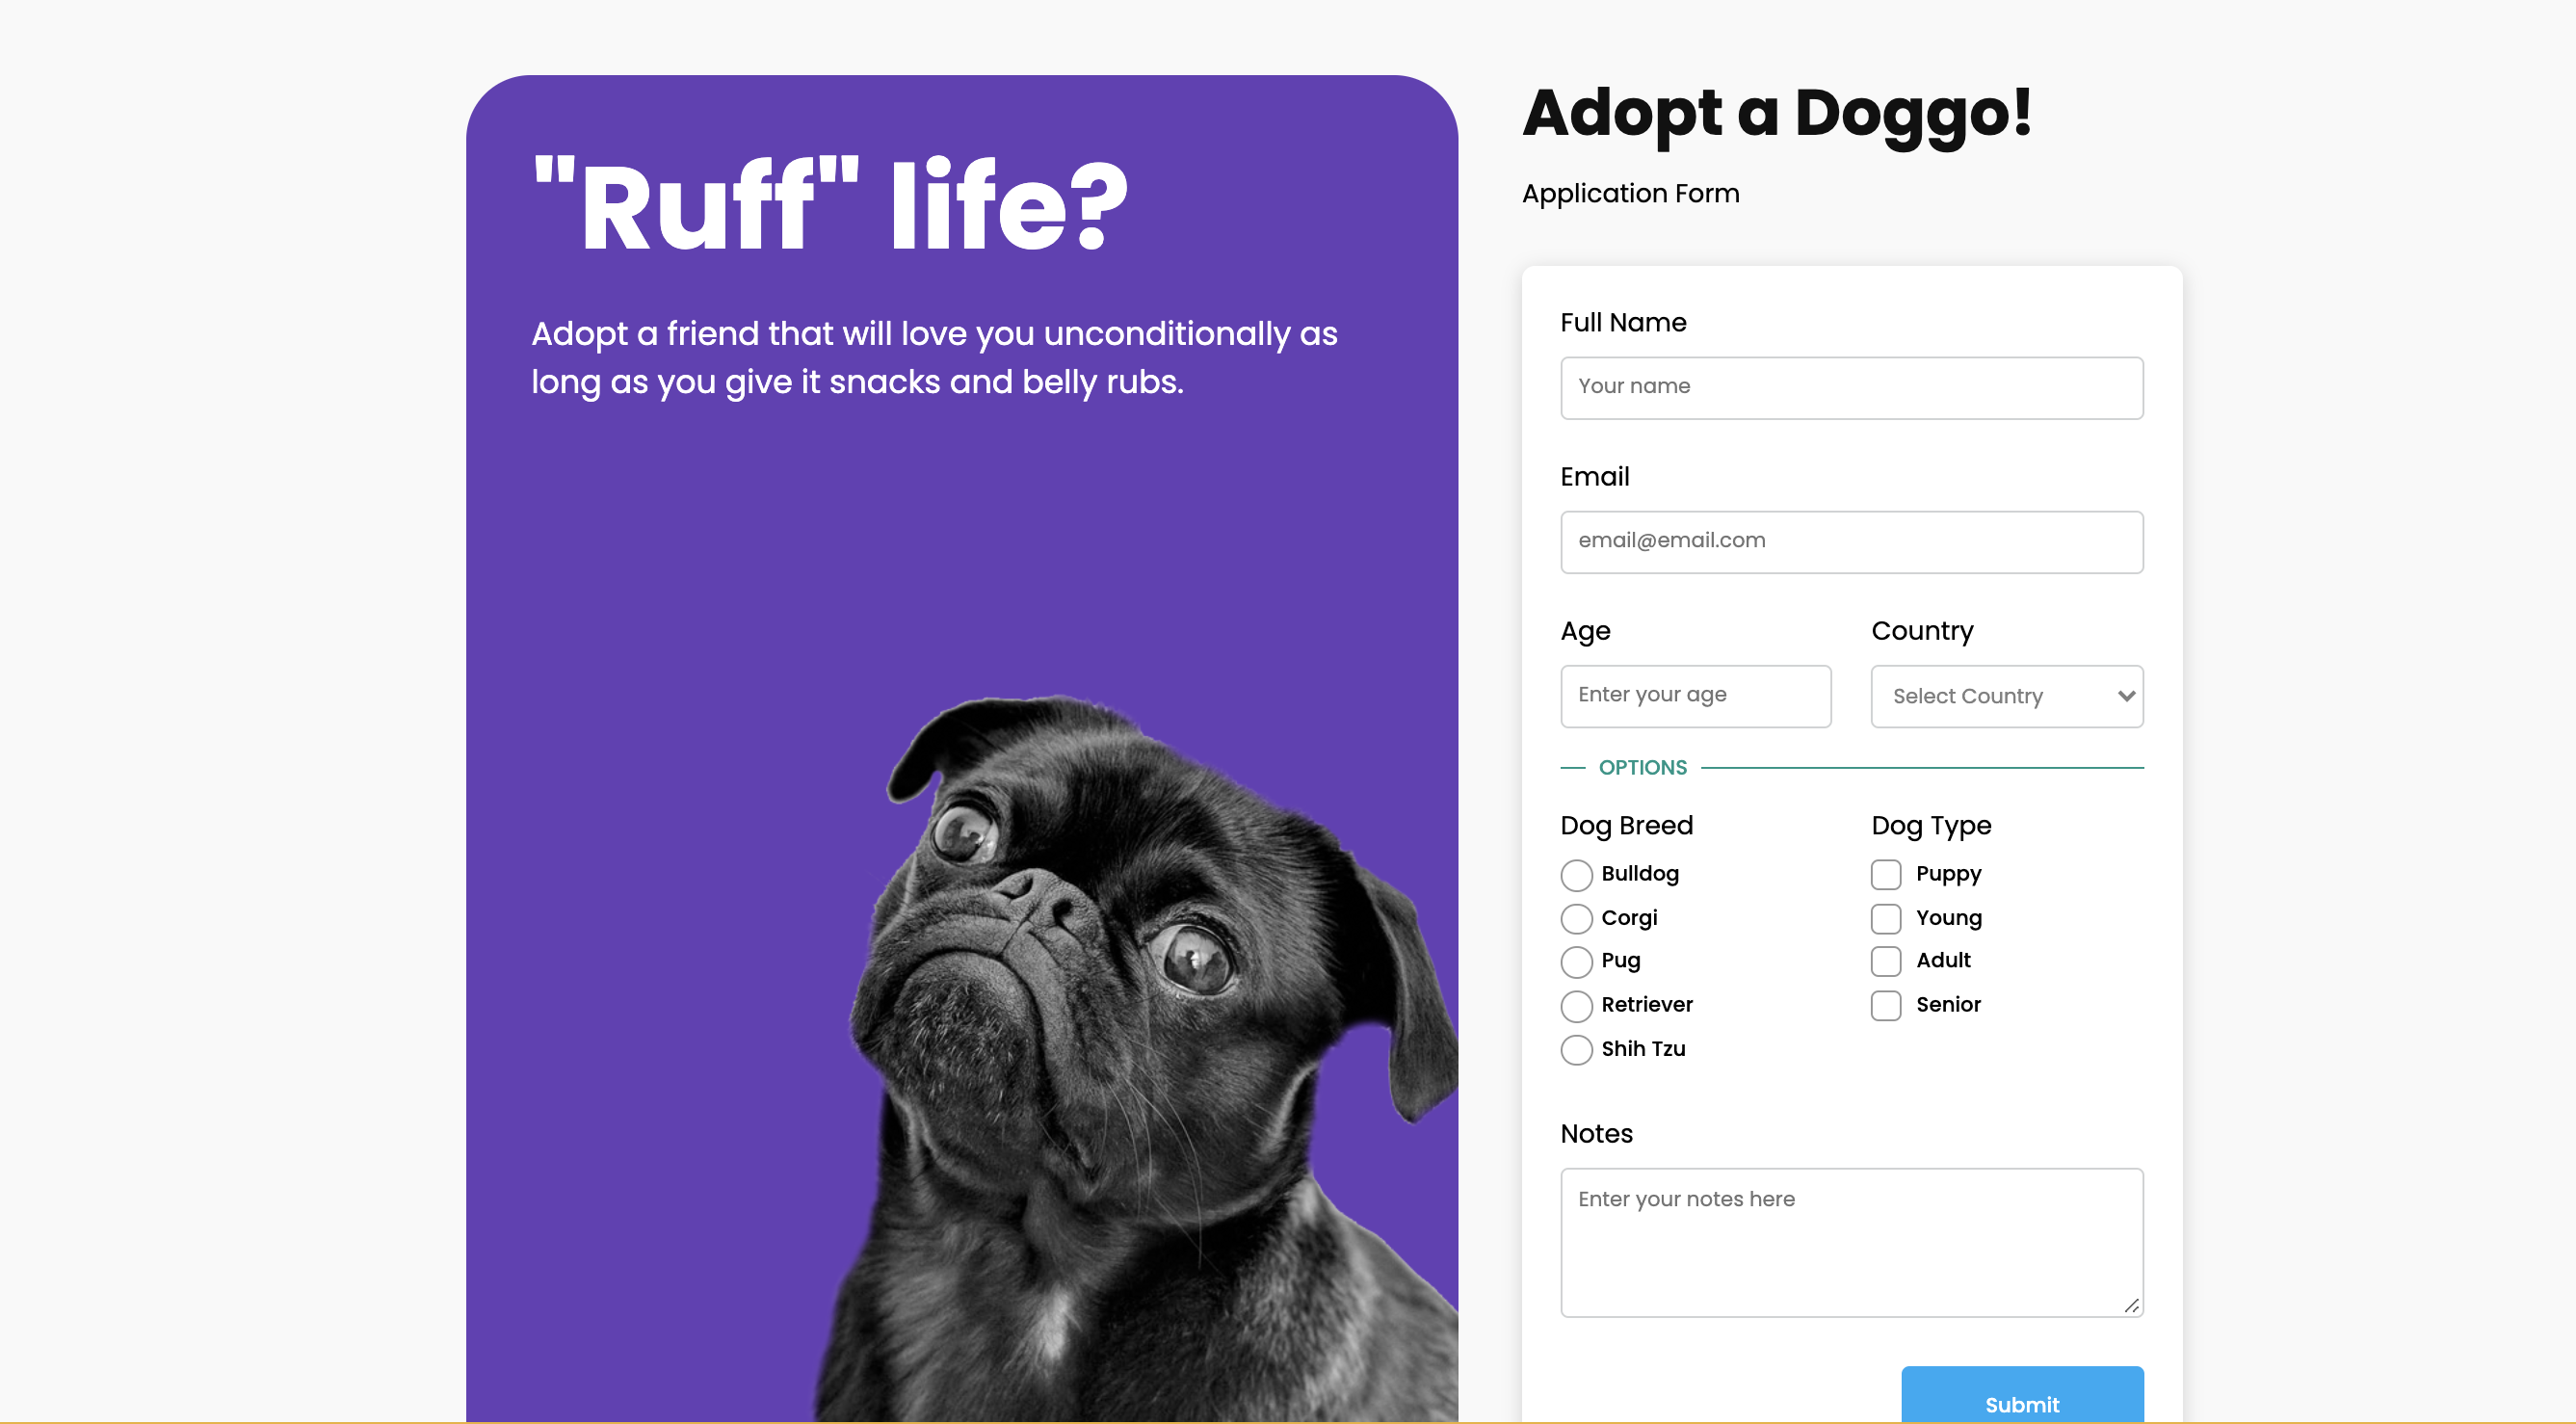 "Ruff" life?
Adopt a friend that will love you unconditionally as
long as you give it snacks and belly rubs.
Adopt a Doggo!
Application Form
Full Name
Your name
Email
email@email.com
Age
Enter your age
Country
Select Country
OPTIONS
Dog Breed
Bulldog
Corgi
Pug
Retriever
Shih Tzu
Dog Type
Puppy
Young
Adult
Senior
Notes
Enter your notes here
Submit